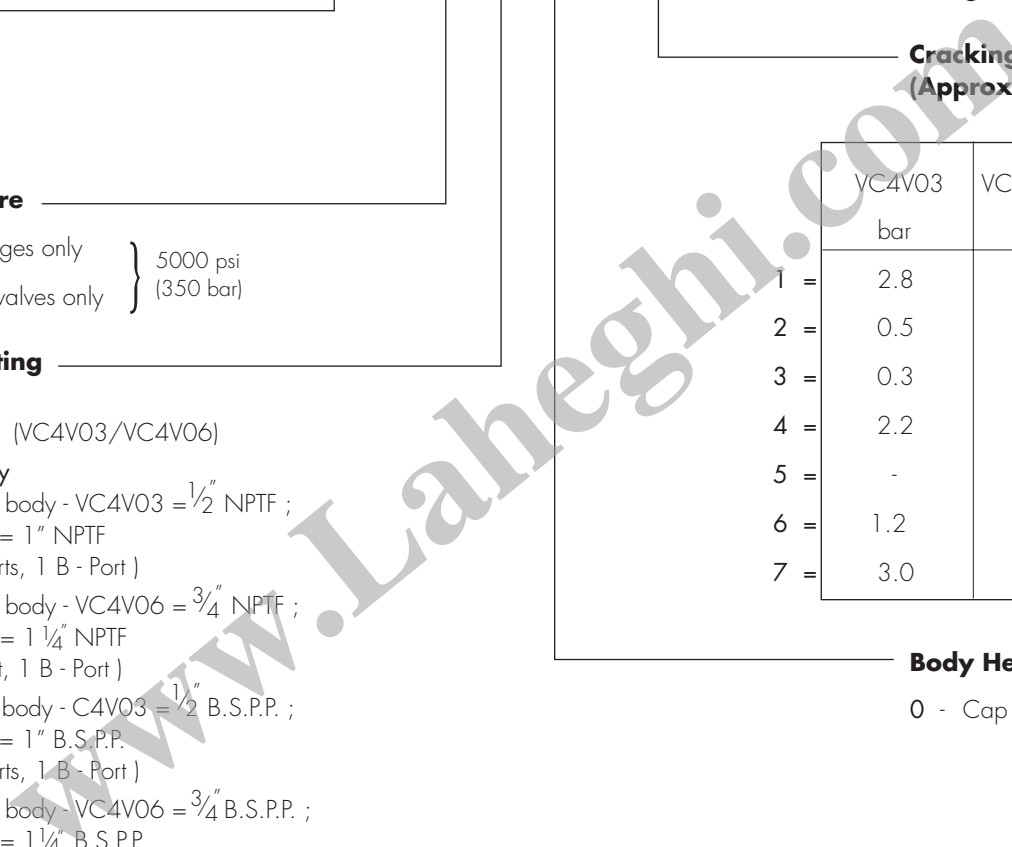 re
ges only
valves only
5000 psi
(350 bar)
ting
(VC4V03/VC4V06)
y
body - VC4V03 = ½" NPTF ;
= 1" NPTF
rts, 1 B - Port )
body - VC4V06 = ¾" NPTF ;
= 1 ¼" NPTF
t, 1 B - Port )
body - C4V03 = ½" B.S.P.P. ;
= 1" B.S.P.P.
rts, 1 B - Port )
body - VC4V06 = ¾" B.S.P.P. ;
= 1 ¼" B.S.P.P.
Cracking
(Approx
VC4V03 VC
bar
1 = 2.8
2 = 0.5
3 = 0.3
4 = 2.2
5 = -
6 = 1.2
7 = 3.0
Body He
0 - Cap
www.Laheghi.com